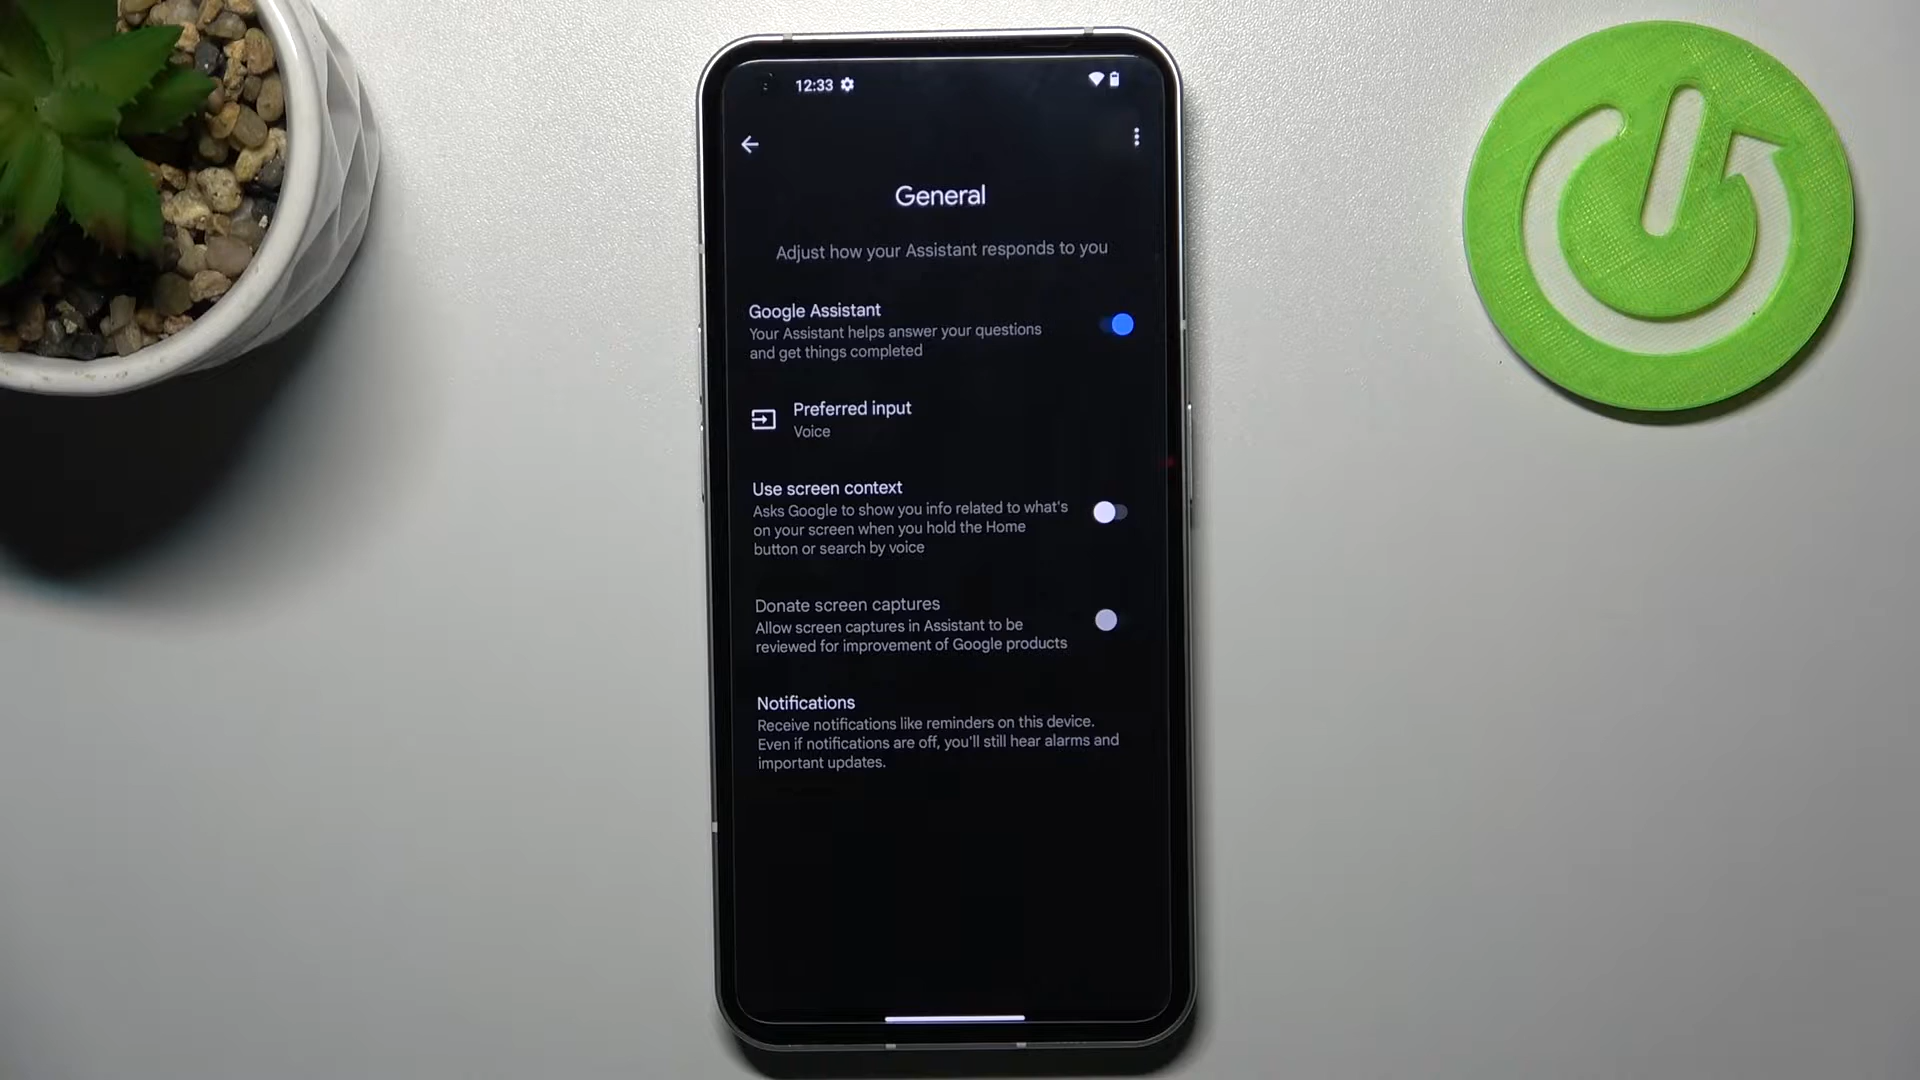 12:33
General
Adjust how your Assistant responds to you
Google Assistant
Your Assistant helps answer your questions
and get things completed
Preferred input
Voice
Use screen context
Asks Google to show you info related to what's
on your screen when you hold the Home
button or search by voice
Donate screen captures
Allow screen captures in Assistant to be
reviewed for improvement of Google products
Notifications
Receive notifications like reminders on this device.
Even if notifications are off, you'll still hear alarms and
important updates.